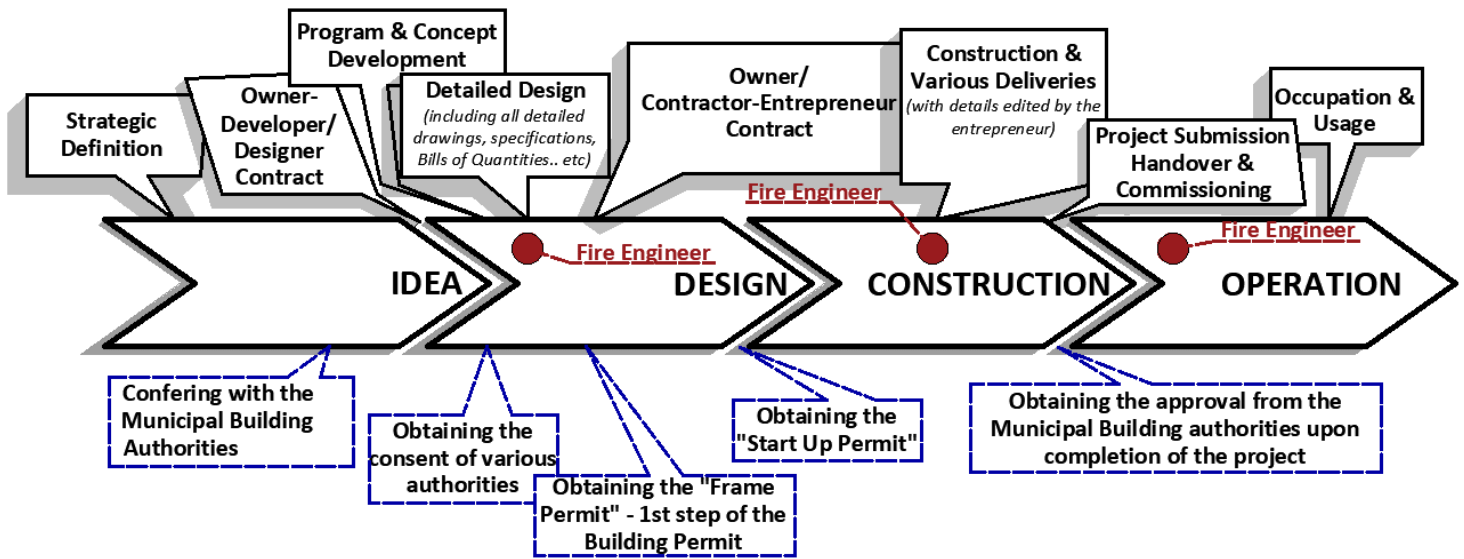 Strategic
Definition
Owner-
Developer/
Designer
Contract
Program & Concept
Development
Detailed Design
(including all detailed
drawings, specifications,
Bills of Quantities.. etc)
Owner/
Contractor-Entrepreneur
Contract
Construction &
Various Deliveries
(with details edited by the
entrepreneur)
Project Submission
Handover &
Commissioning
Occupation &
Usage
Fire Engineer
Fire Engineer
Fire Engineer
IDEA
DESIGN
CONSTRUCTION
OPERATION
Confering with the
Municipal Building
Authorities
Obtaining the
consent of various
authorities
Obtaining the "Frame
Permit" - 1st step of the
Building Permit
Obtaining the
"Start Up Permit"
Obtaining the approval from the
Municipal Building authorities upon
completion of the project